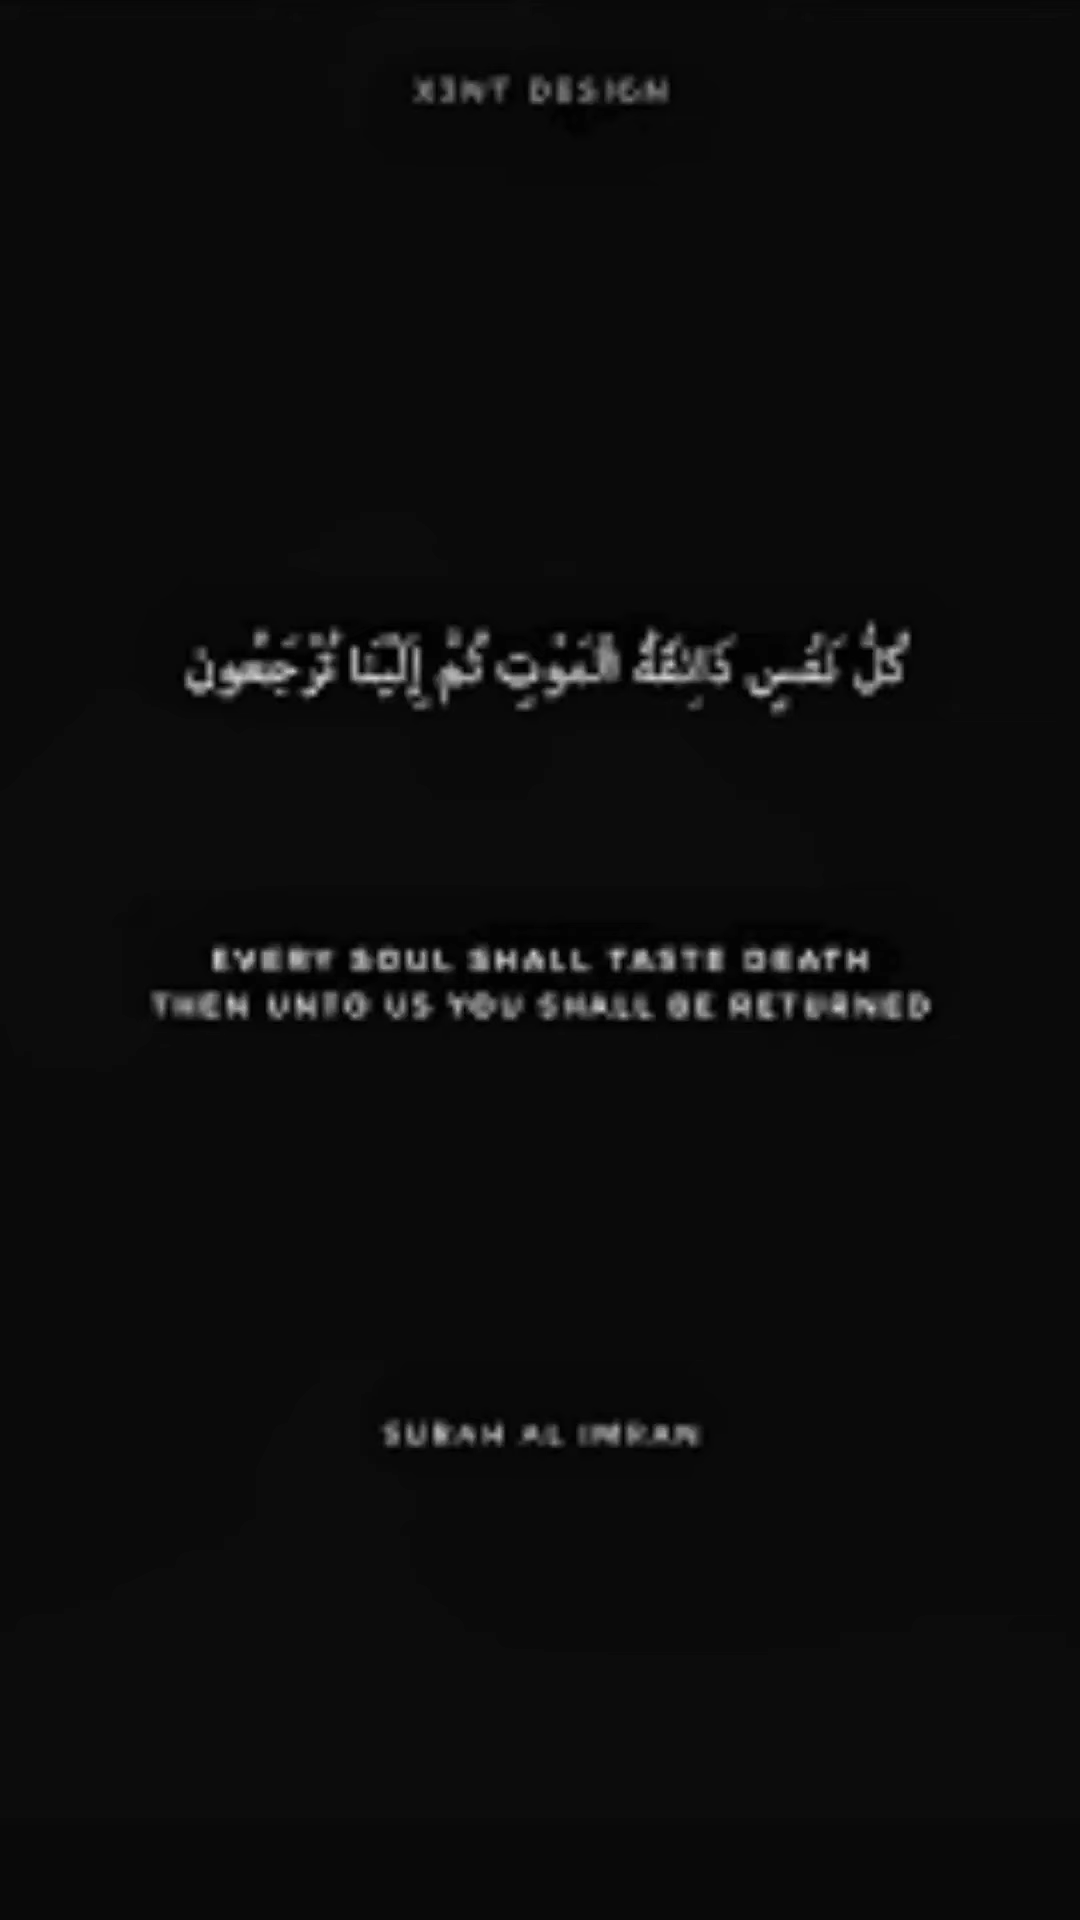 X3NT DESIGN
كُلُّ نَفْسٍ ذَائِقَةُ الْمَوْتِ ثُمَّ إِلَيْنَا تُرْجَعُونَ
EVERY SOUL SHALL TASTE DEATH
THEN UNTO US YOU SHALL BE RETURNED
SURAH AL IMRAN